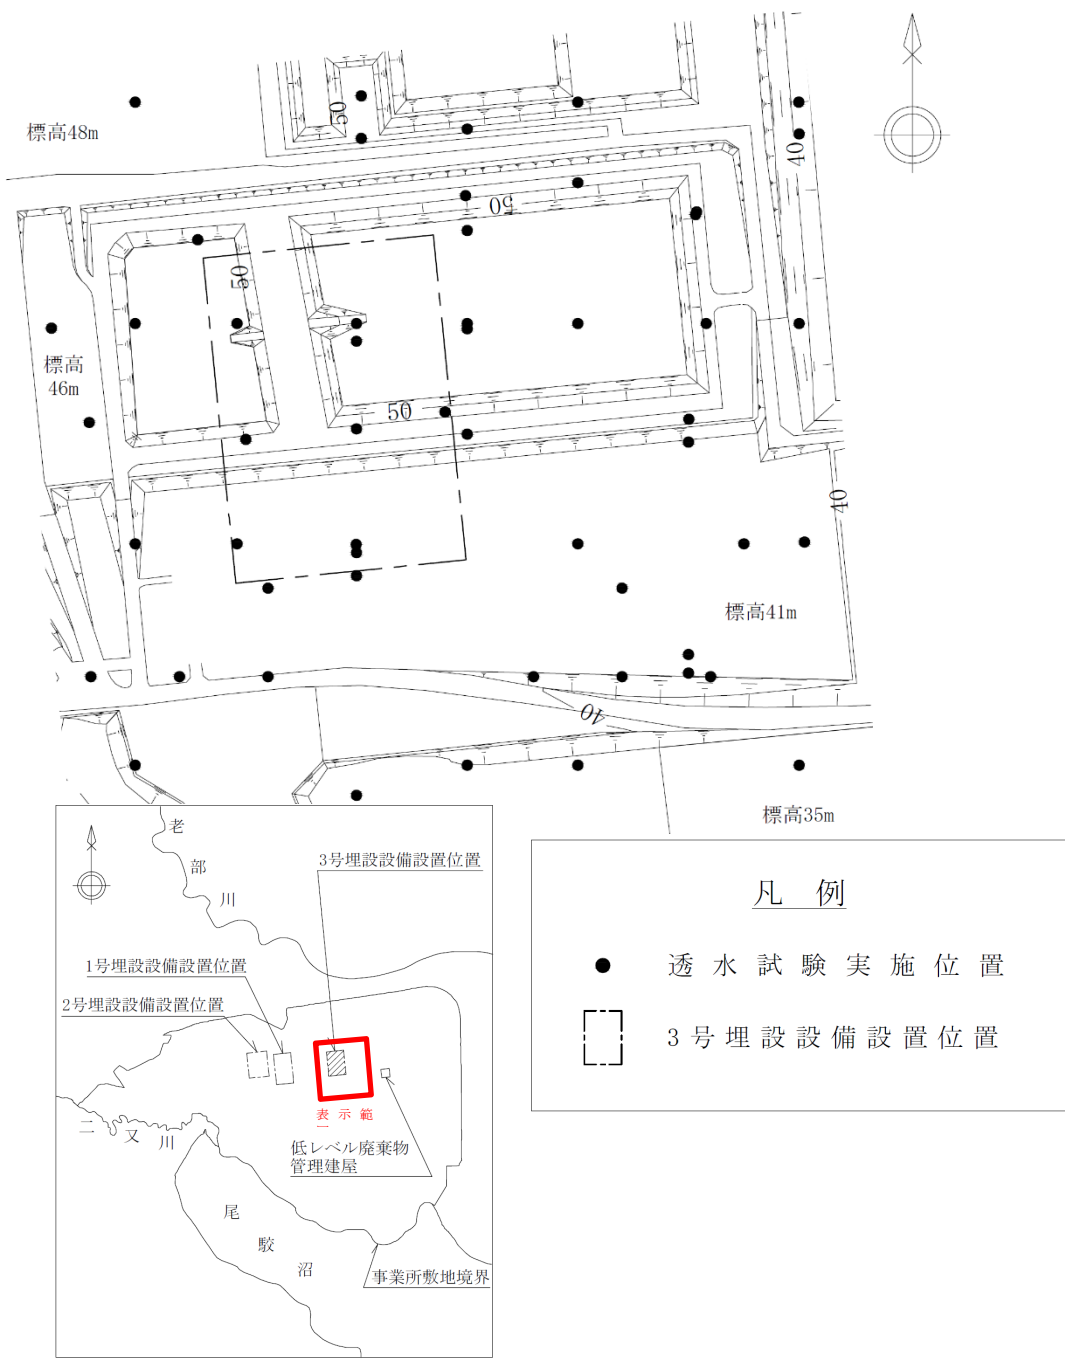 50
標高48m
40
50
50
標高
46m
50
40
標高41m
40
標高35m
老
部
川
3号埋設設備設置位置
1号埋設設備設置位置
2号埋設設備設置位置
表示範
二又川
低レベル廃棄物
管理建屋
尾
駮
沼
事業所敷地境界
凡例
透水試験実施位置
3号埋設設備設置位置